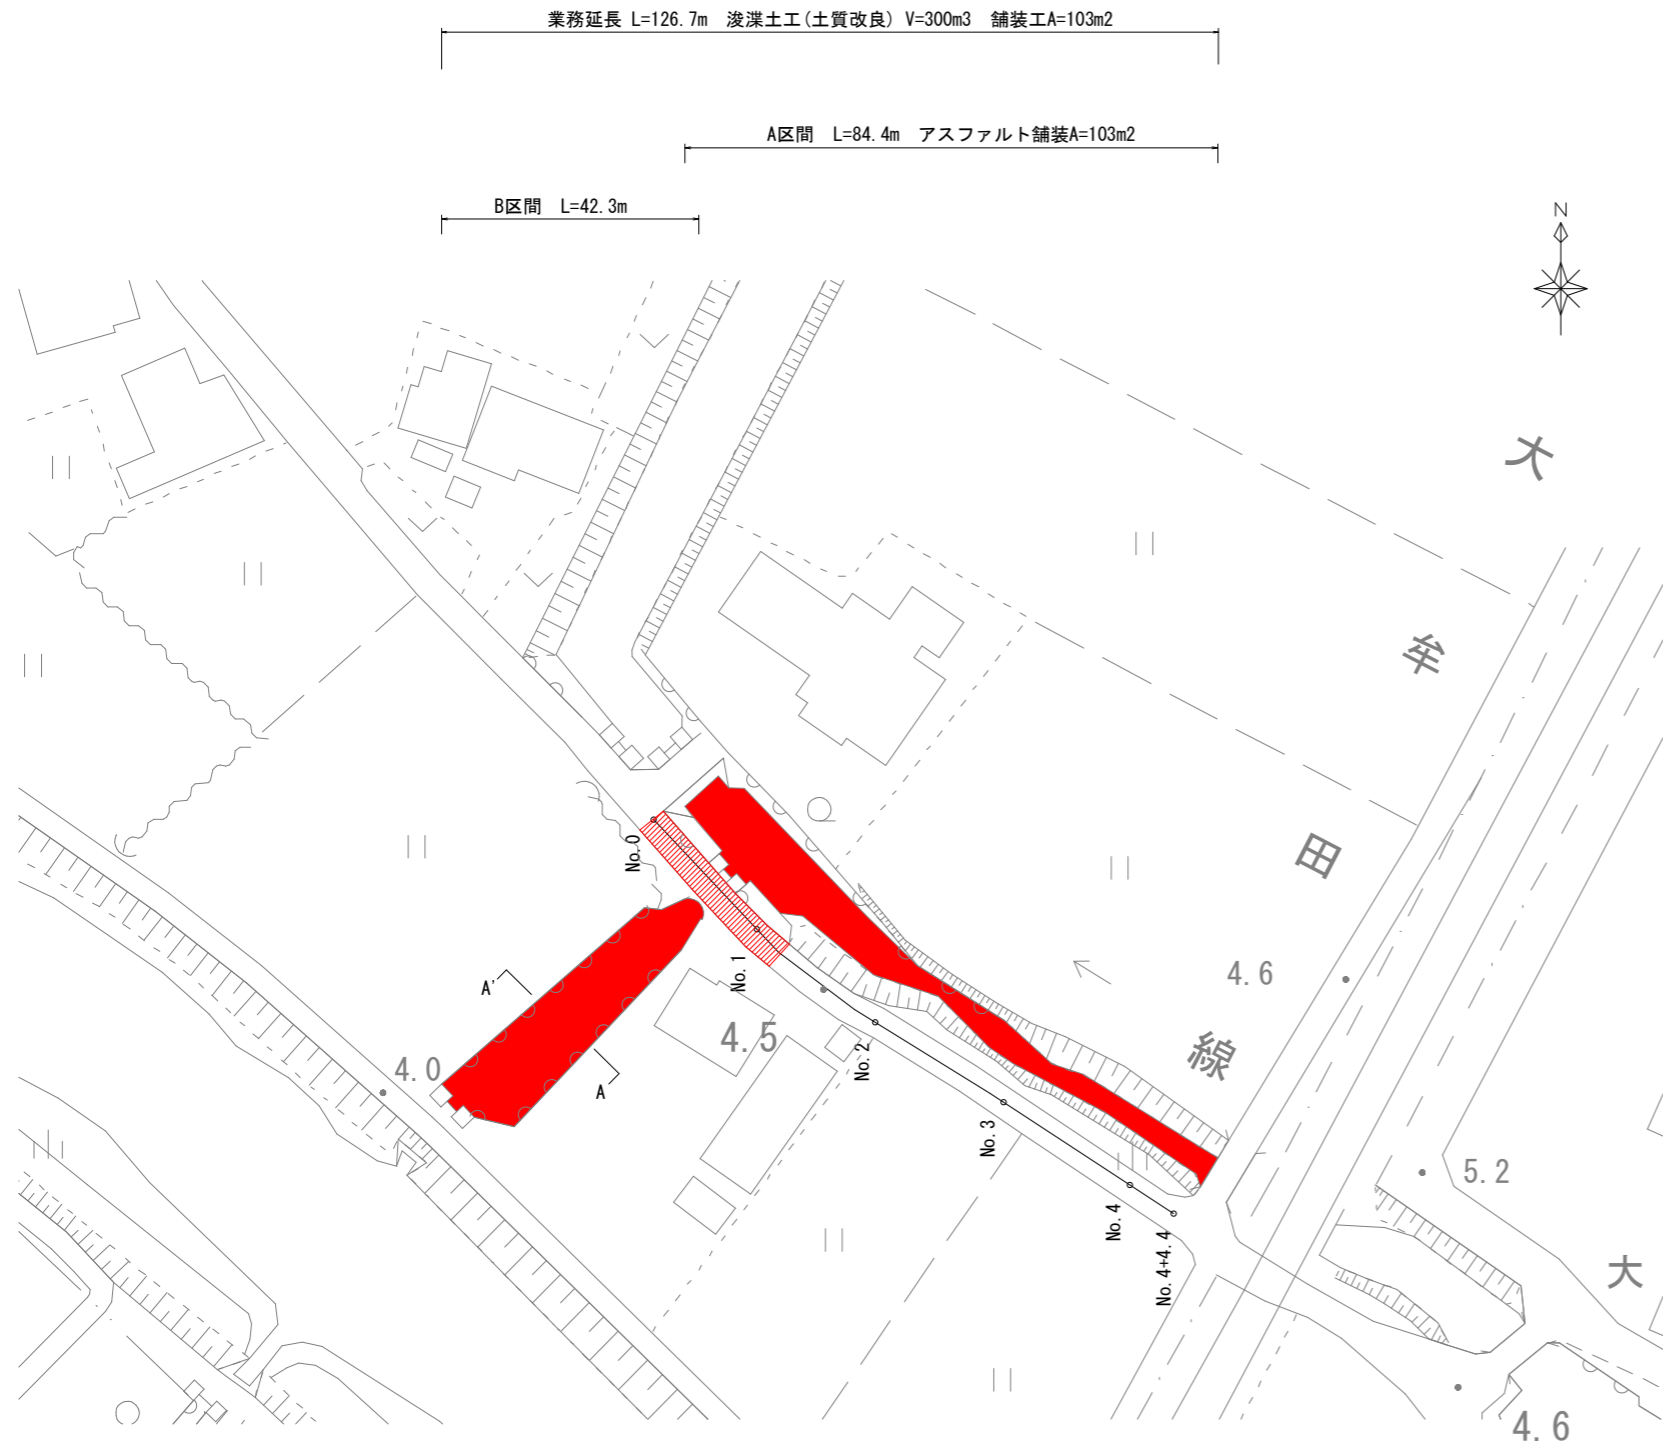 業務延長 L=126.7m 浚渫土工(土質改良) V=300m3 舗装工A=103m2
A区間 L=84.4m アスファルト舗装A=103m2
B区間 L=42.3m
N
大
牟
田
線
No.0
No.1
No.2
No.3
No.4
No.4+4.4
A'
A
4.5
4.0
4.6
5.2
大
4.6